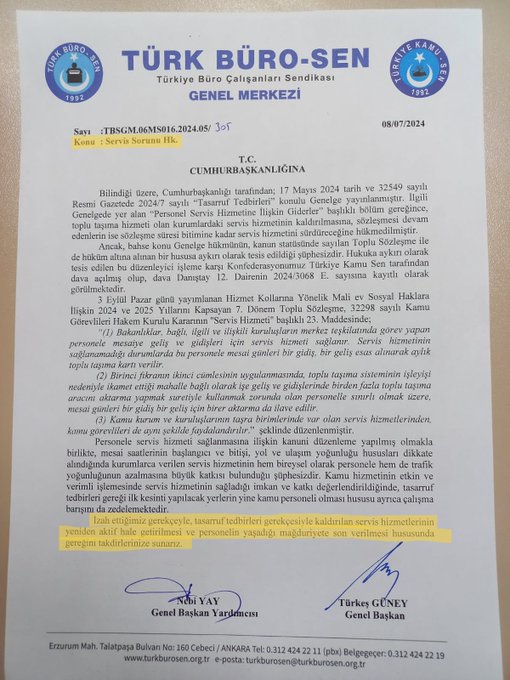 TÜRK BÜRO-SEN
1992
TÜRK BÜRO-SEN
Türkiye Büro Çalışanları Sendikası
GENEL MERKEZİ
TÜRKİYE KAMU-SEN
1992
Sayı :TBSGM.06MS016.2024.05/ 305
08/07/2024
Konu : Servis Sorunu Hk.
T.C.
CUMHURBAŞKANLIĞINA
Bilindiği üzere, Cumhurbaşkanlığı tarafından; 17 Mayıs 2024 tarih ve 32549 sayılı
Resmi Gazetede 2024/7 sayılı "Tasarruf Tedbirleri" konulu Genelge yayınlanmıştır. İlgili
Genelgede yer alan "Personel Servis Hizmetine İlişkin Giderler" başlıklı bölüm gereğince,
toplu taşıma hizmeti olan kurumlardaki servis hizmetinin kaldırılmasına, sözleşmesi devam
edenlerin ise sözleşme süresi bitimine kadar servis hizmetini sürdüreceğine hükmedilmiştir.
Ancak, bahse konu Genelge hükmünün, kanun statüsünde sayılan Toplu Sözleşme ile
de hüküm altına alınan bir hususa aykırı olarak tesis edildiği şüphesizdir. Hukuka aykırı olarak
tesis edilen bu düzenleyici işleme karşı Konfederasyonumuz Türkiye Kamu Sen tarafından
dava açılmış olup, dava Danıştay 12. Dairenin 2024/3068 E. sayısına kayıtlı olarak
görülmektedir.
3 Eylül Pazar günü yayımlanan Hizmet Kollarına Yönelik Mali ev Sosyal Haklara
İlişkin 2024 ve 2025 Yıllarını Kapsayan 7. Dönem Toplu Sözleşme, 32298 sayılı Kamu
Görevlileri Hakem Kurulu Kararının "Servis Hizmeti" başlıklı 23. Maddesinde;
"(1) Bakanlıklar, bağlı, ilgili ve ilişkili kuruluşların merkez teşkilatında görev yapan
personele mesaiye geliş ve gidişleri için servis hizmeti sağlanır. Servis hizmetinin
sağlanamadığı durumlarda bu personele mesai günleri bir gidiş, bir geliş esas alınarak aylık
toplu taşıma kartı verilir.
(2) Birinci fıkranın ikinci cümlesinin uygulanmasında, toplu taşıma sisteminin işleyişi
nedeniyle ikamet ettiği mahalle bağlı olarak işe geliş ve gidişlerinde birden fazla toplu taşıma
aracını aktarma yapmak suretiyle kullanmak zorunda olan personelle sınırlı olmak üzere,
mesai günleri bir gidiş bir geliş için birer aktarma da ilave edilir.
(3) Kamu kurum ve kuruluşlarının taşra birimlerinde var olan servis hizmetlerinden,
kamu görevlileri de aynı şekilde faydalandırılır." şeklinde düzenlenmiştir.
Personele servis hizmeti sağlanmasına ilişkin kanuni düzenleme yapılmış olmakla
birlikte, mesai saatlerinin başlangıcı ve bitişi, yol ve ulaşım yoğunluğu hususları dikkate
alındığında kurumlarca verilen servis hizmetinin hem bireysel olarak personele hem de trafik
yoğunluğunun azalmasına büyük katkısı bulunduğu şüphesizdir. Kamu hizmetinin etkin ve
verimli işlemesinde servis hizmetinin sağladığı imkan ve katkı değerlendirildiğinde, tasarruf
tedbirleri gereği ilk kesinti yapılacak yerlerin yine kamu personeli olması hususu ayrıca çalışma
barışını da zedelemektedir.
İzah ettiğimiz gerekçeyle, tasarruf tedbirleri gerekçesiyle kaldırılan servis hizmetlerinin
yeniden aktif hale getirilmesi ve personelin yaşadığı mağduriyete son verilmesi hususunda
gereğini takdirlerinize sunarız.
Nebi YAY
Genel Başkan Yardımcısı
Türkeş GÜNEY
Genel Başkan
Erzurum Mah. Talatpaşa Bulvarı No: 160 Cebeci / ANKARA Tel: 0.312 424 22 11 (pbx) Belgegeçer: 0.312 424 22 19
www.turkburosen.org.tr e-posta: turkburosen@turkburosen.org.tr